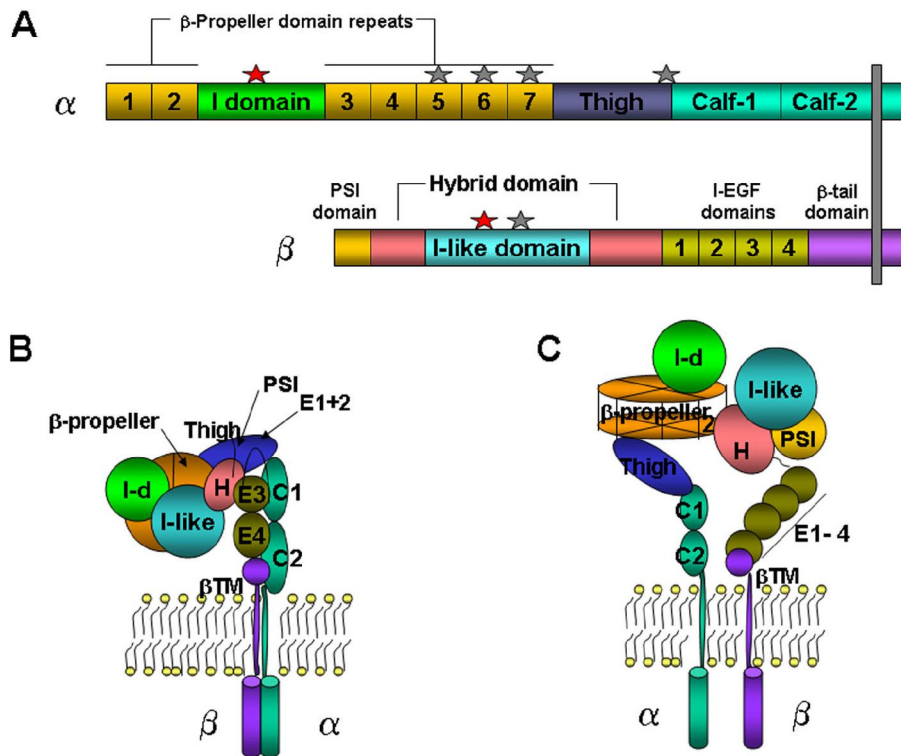 A
β-Propeller domain repeats
α
1 2 I domain 3 4 5 6 7 Thigh Calf-1 Calf-2
PSI domain
Hybrid domain
I-EGF domains
β-tail domain
β
I-like domain 1 2 3 4
B
PSI
E1+2
β-propeller
Thigh
I-d
H
E3
C1
I-like
E4
C2
βTM
β
α
C
I-d
I-like
β-propeller
2
H
PSI
Thigh
C1
C2
E1-4
βTM
α
β